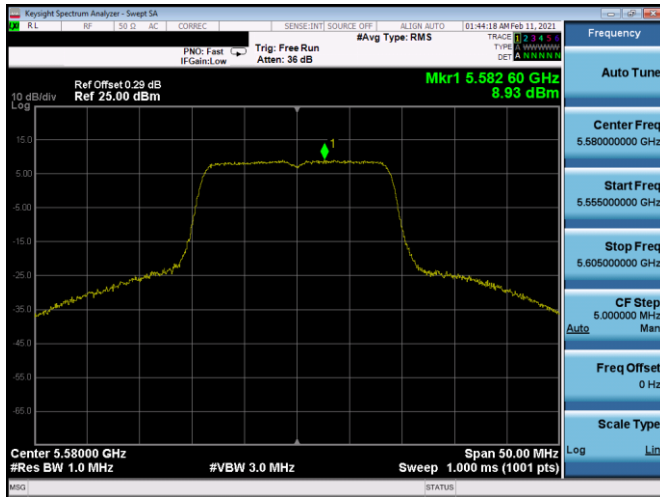 Keysight Spectrum Analyzer - Swept SA
RL RF 50 Ω AC CORREC SENSE:INT SOURCE OFF ALIGN AUTO 01:44:18 AM Feb 11, 2021
#Avg Type: RMS
TRACE 1 2 3 4 5 6
TYPE A WWWWW
DET A N N N N N
PNO: Fast
IFGain:Low
Trig: Free Run
Atten: 36 dB
Mkr1 5.582 60 GHz
8.93 dBm
Ref Offset 0.29 dB
Ref 25.00 dBm
10 dB/div
Log
15.0
5.00
-5.00
-15.0
-25.0
-35.0
-45.0
-55.0
-65.0
1
Center 5.58000 GHz
Span 50.00 MHz
#Res BW 1.0 MHz
#VBW 3.0 MHz
Sweep 1.000 ms (1001 pts)
MSG
STATUS
Frequency
Auto Tune
Center Freq
5.580000000 GHz
Start Freq
5.555000000 GHz
Stop Freq
5.605000000 GHz
CF Step
5.000000 MHz
Auto Man
Freq Offset
0 Hz
Scale Type
Log Lin